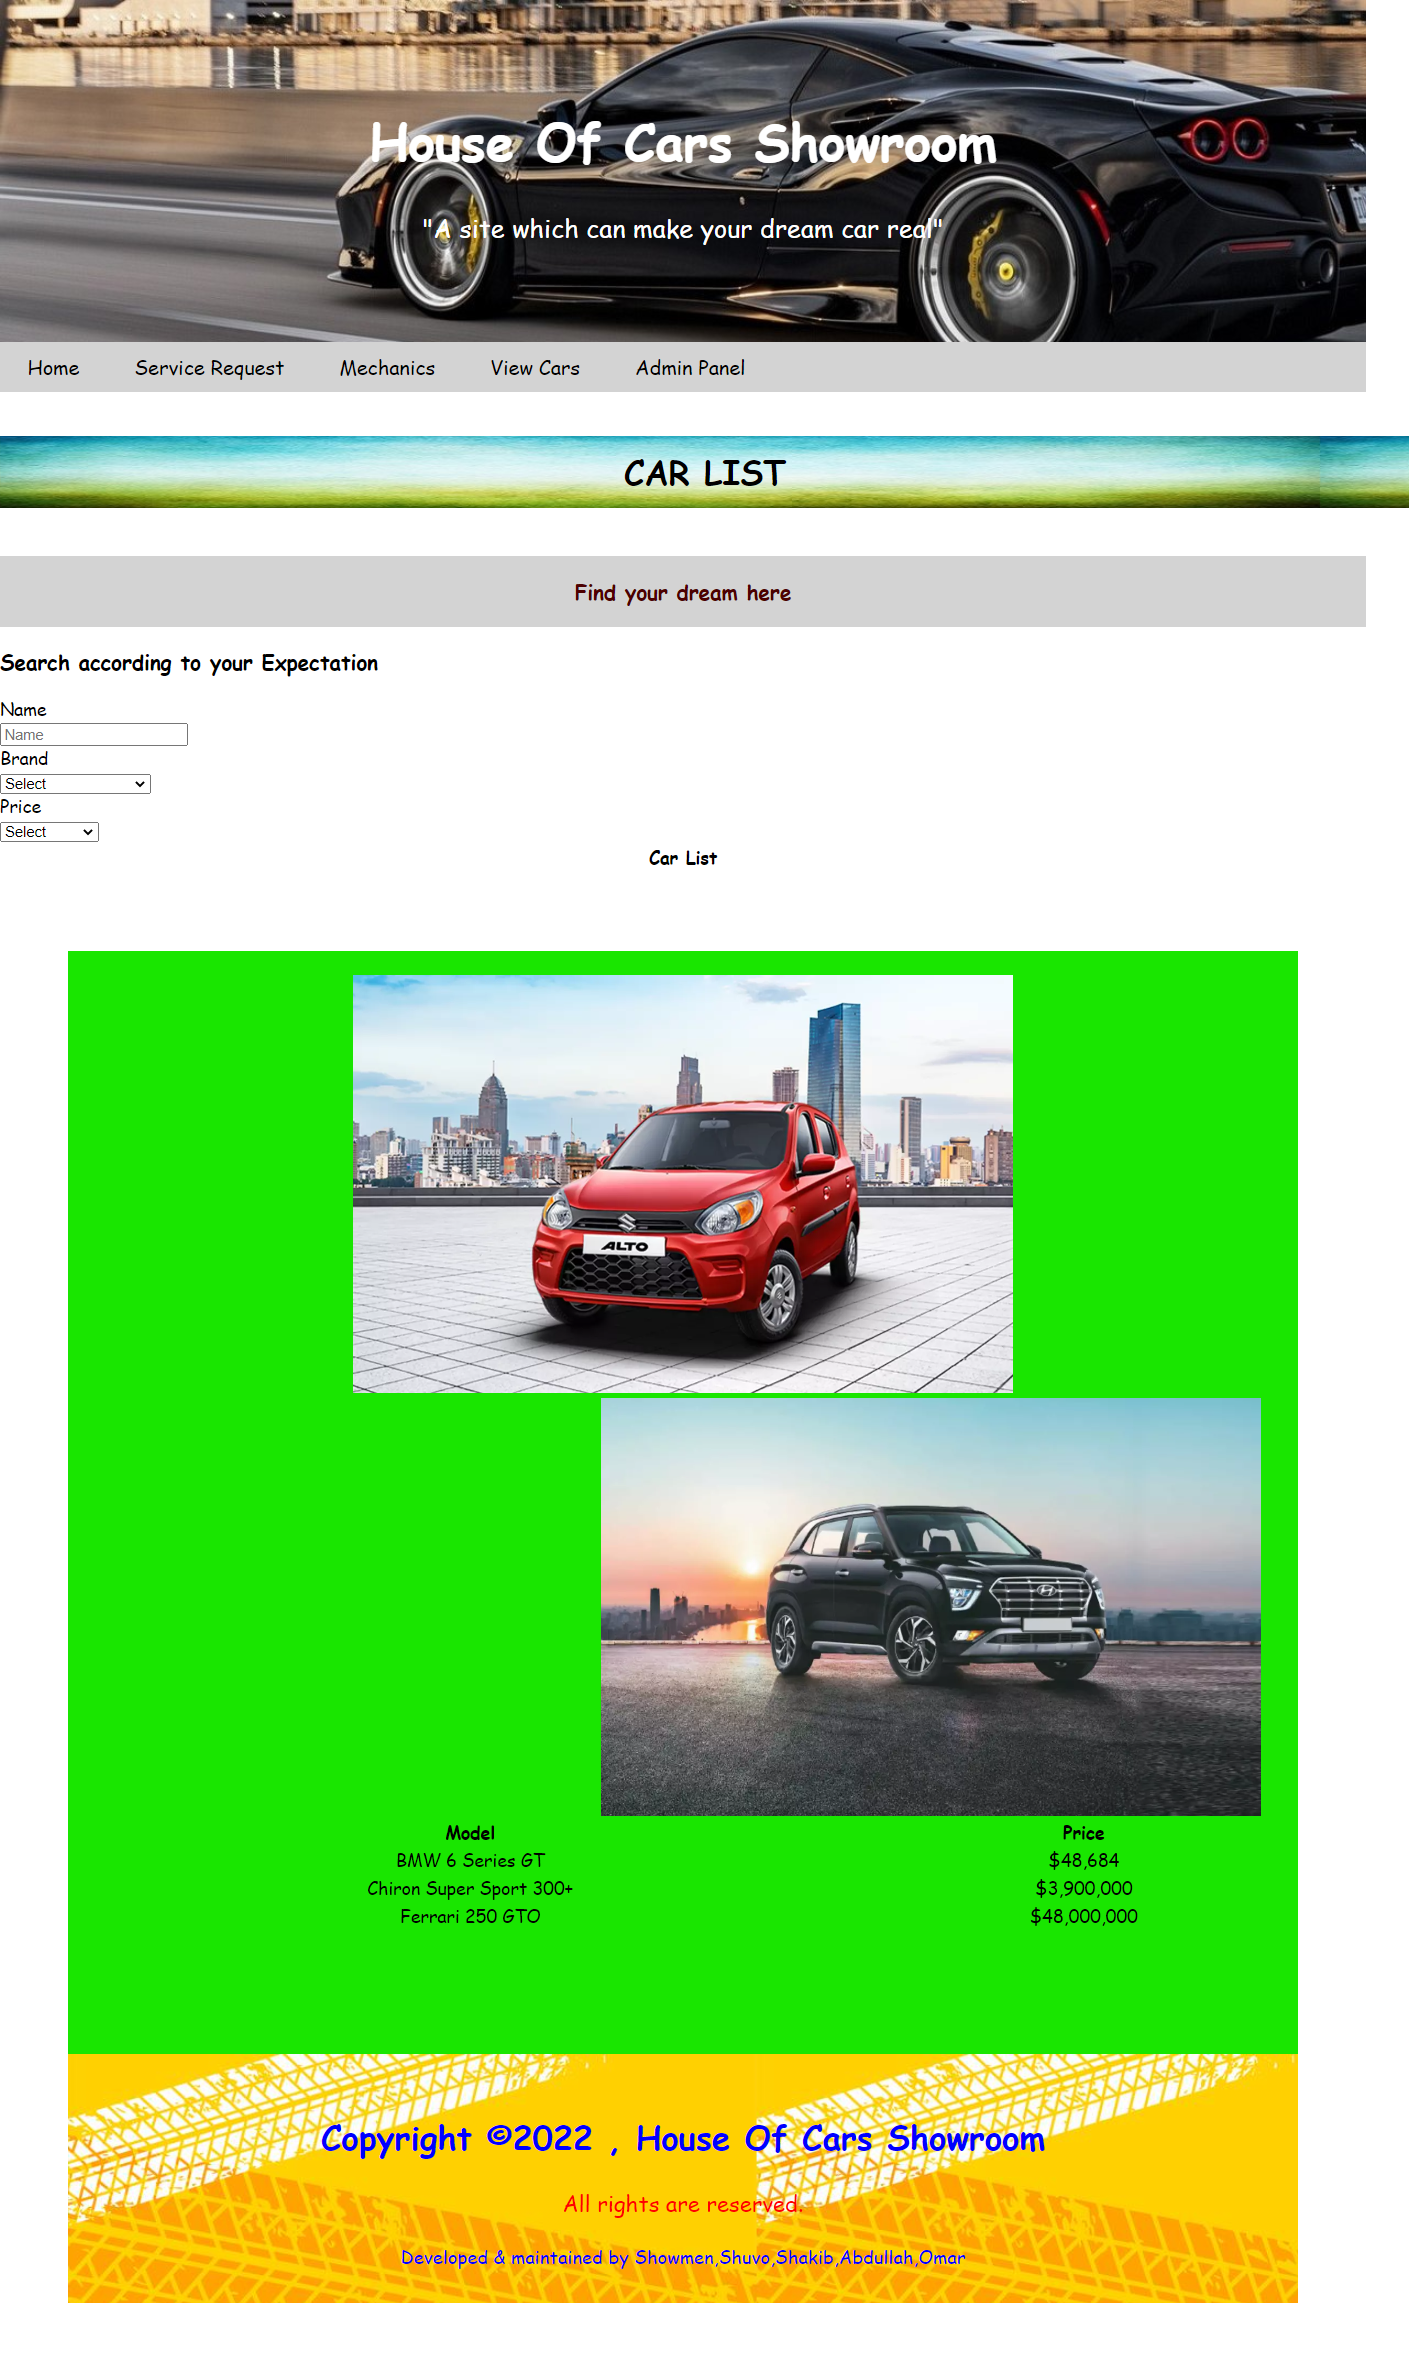 House Of Cars Showroom
"A site which can make your dream car real"
Home Service Request Mechanics View Cars Admin Panel
CAR LIST
Find your dream here
Search according to your Expectation
Name
Name
Brand
Select
Price
Select
Car List
ALTO
Model Price
BMW 6 Series GT $48,684
Chiron Super Sport 300+ $3,900,000
Ferrari 250 GTO $48,000,000
Copyright ©2022 , House Of Cars Showroom
All rights are reserved.
Developed & maintained by Showmen,Shuvo,Shakib,Abdullah,Omar